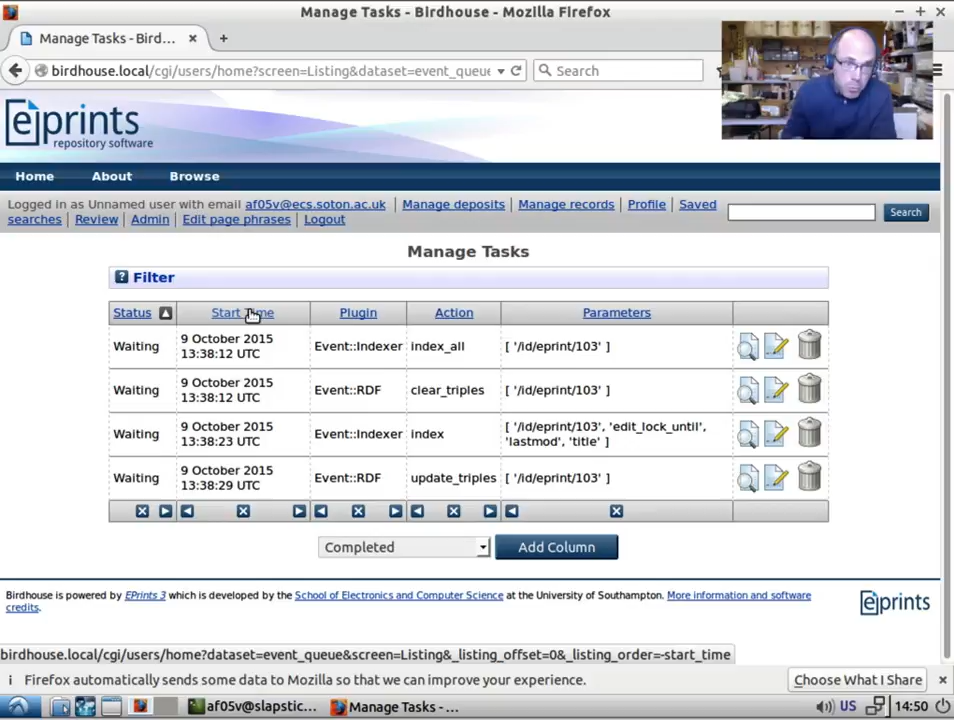 Manage Tasks - Birdhouse - Mozilla Firefox
Manage Tasks - Bird...
birdhouse.local/cgi/users/home?screen=Listing&dataset=event_queue
Search
eprints
repository software
Home About Browse
Logged in as Unnamed user with email af05v@ecs.soton.ac.uk Manage deposits Manage records Profile Saved
searches Review Admin Edit page phrases Logout
Search
Manage Tasks
Filter
Status Start Time Plugin Action Parameters
Waiting 9 October 2015 13:38:12 UTC Event::Indexer index_all [ '/id/eprint/103' ]
Waiting 9 October 2015 13:38:12 UTC Event::RDF clear_triples [ '/id/eprint/103' ]
Waiting 9 October 2015 13:38:23 UTC Event::Indexer index [ '/id/eprint/103', 'edit_lock_until', 'lastmod', 'title' ]
Waiting 9 October 2015 13:38:29 UTC Event::RDF update_triples [ '/id/eprint/103' ]
Completed Add Column
Birdhouse is powered by EPrints 3 which is developed by the School of Electronics and Computer Science at the University of Southampton. More information and software
credits.
eprints
birdhouse.local/cgi/users/home?dataset=event_queue&screen=Listing&_listing_offset=0&_listing_order=-start_time
Firefox automatically sends some data to Mozilla so that we can improve your experience. Choose What I Share
af05v@slapstic... Manage Tasks - ... US 14:50